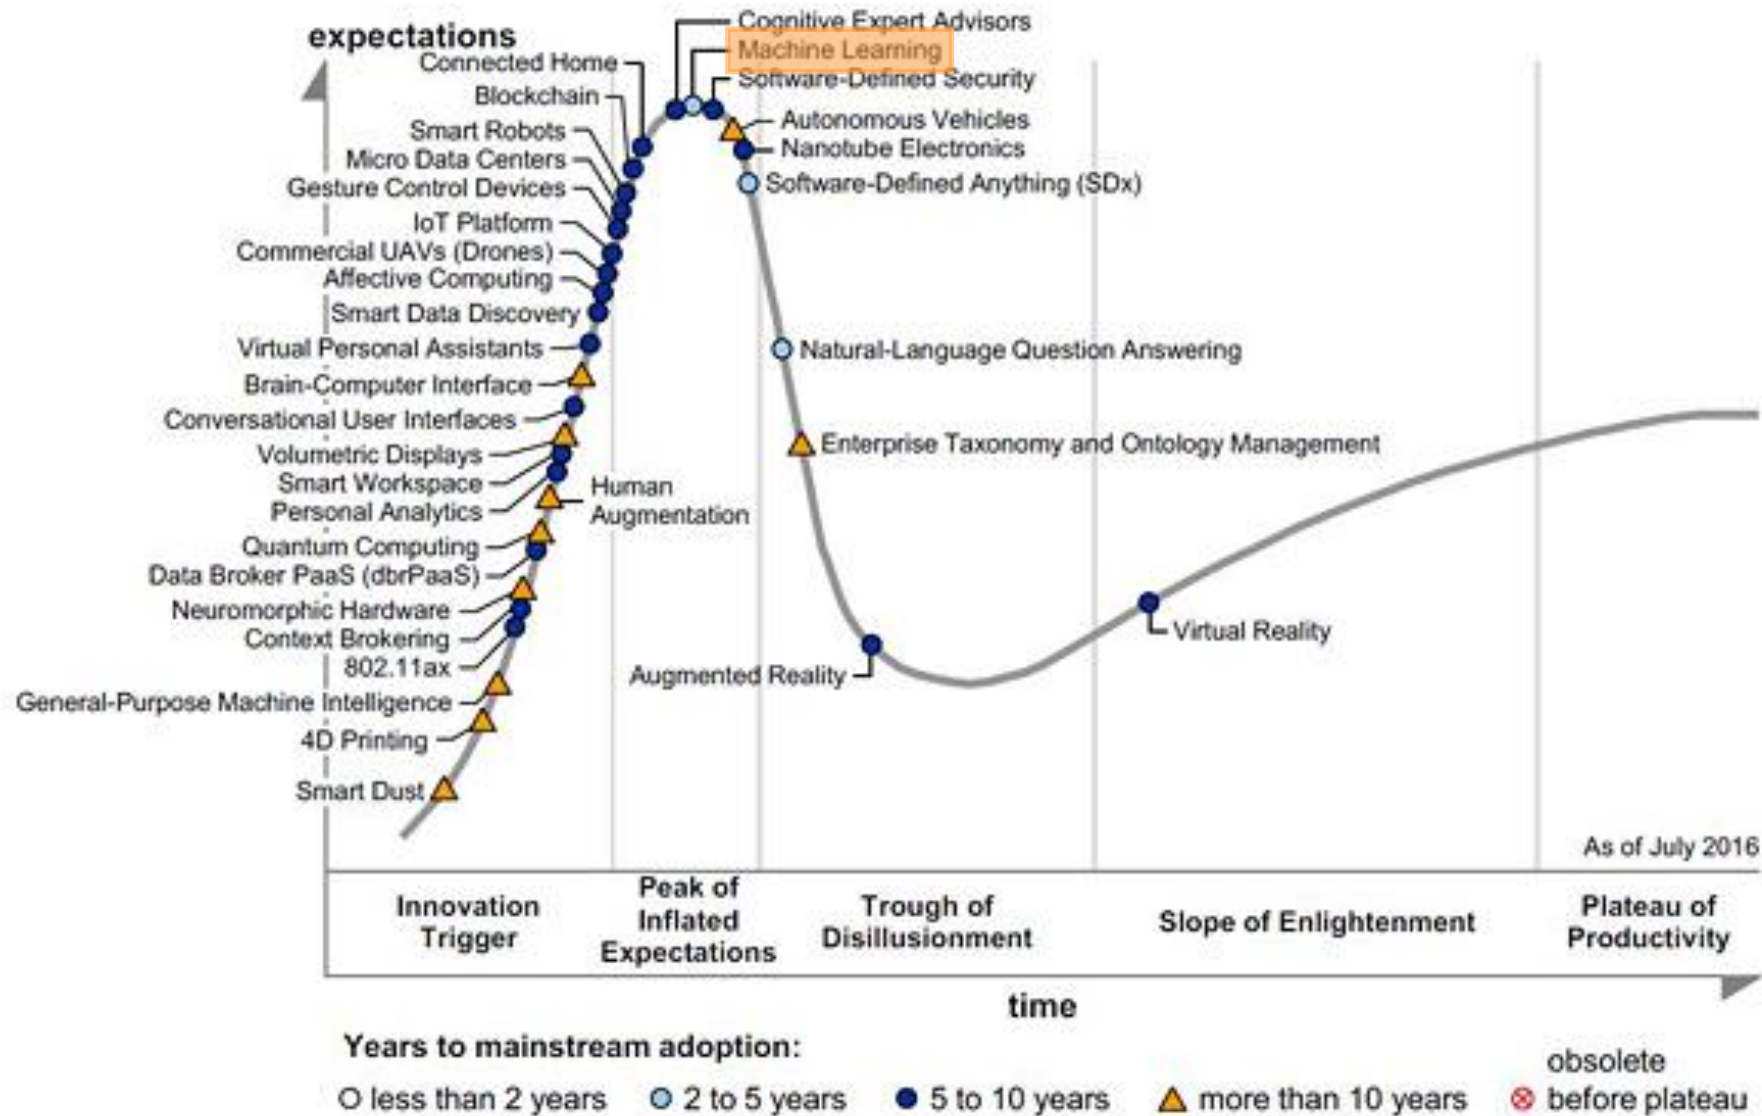 expectations
Cognitive Expert Advisors
Machine Learning
Software-Defined Security
Connected Home
Blockchain
Smart Robots
Micro Data Centers
Gesture Control Devices
IoT Platform
Commercial UAVs (Drones)
Affective Computing
Smart Data Discovery
Virtual Personal Assistants
Brain-Computer Interface
Conversational User Interfaces
Volumetric Displays
Smart Workspace
Personal Analytics
Quantum Computing
Data Broker PaaS (dbrPaaS)
Neuromorphic Hardware
Context Brokering
802.11ax
General-Purpose Machine Intelligence
4D Printing
Smart Dust
Human
Augmentation
Autonomous Vehicles
Nanotube Electronics
Software-Defined Anything (SDx)
Natural-Language Question Answering
Enterprise Taxonomy and Ontology Management
Augmented Reality
Virtual Reality
As of July 2016
Innovation
Trigger
Peak of
Inflated
Expectations
Trough of
Disillusionment
Slope of Enlightenment
Plateau of
Productivity
time
Years to mainstream adoption:
less than 2 years
2 to 5 years
5 to 10 years
more than 10 years
obsolete
before plateau